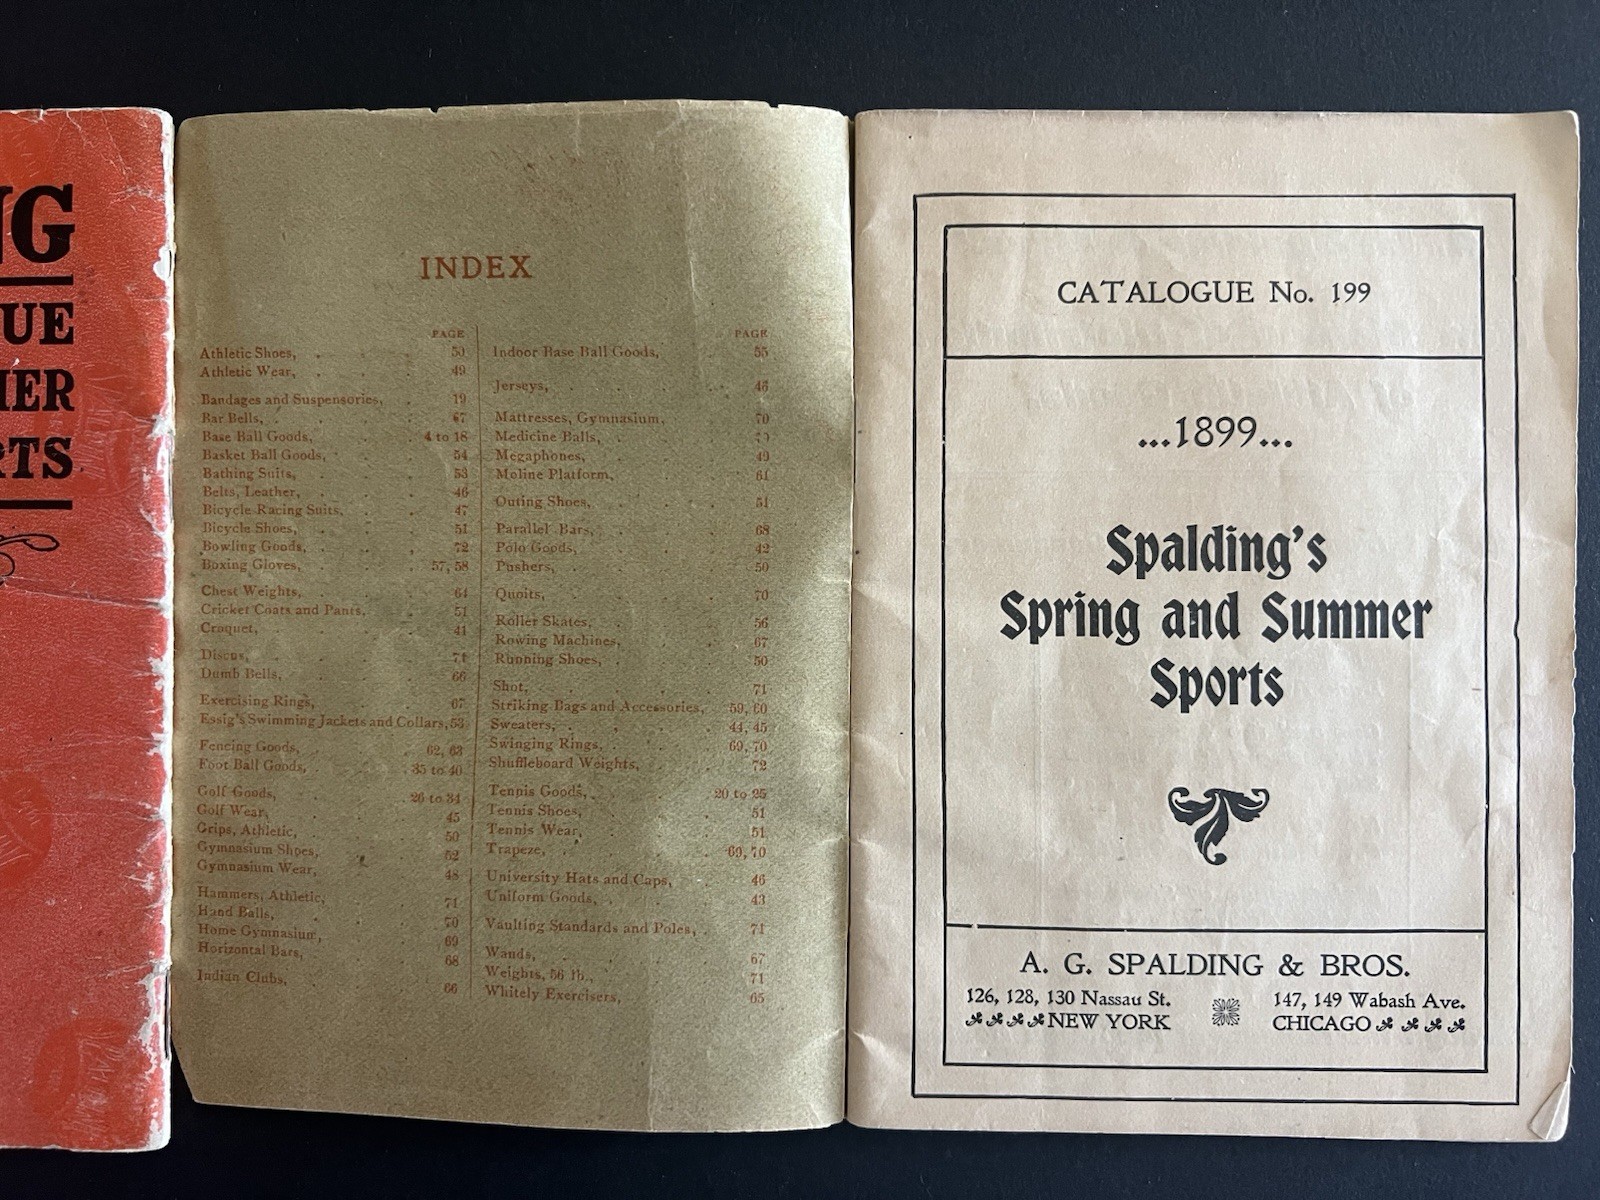 NG
UE
ER
RTS
INDEX
PAGE
Athletic Shoes, 50
Athletic Wear, 49
Bandages and Suspensories, 19
Bar Bells, 67
Base Ball Goods, 4 to 18
Basket Ball Goods, 54
Bathing Suits, 53
Belts, Leather, 46
Bicycle Racing Suits, 47
Bicycle Shoes, 51
Bowling Goods, 72
Boxing Gloves, 57, 58
Chest Weights, 64
Cricket Coats and Pants, 51
Croquet, 41
Discus, 71
Dumb Bells, 66
Exercising Rings, 67
Essig's Swimming Jackets and Collars, 53
Fencing Goods, 62, 63
Foot Ball Goods, 35 to 40
Golf Goods, 26 to 34
Golf Wear, 45
Grips, Athletic, 50
Gymnasium Shoes, 52
Gymnasium Wear, 48
Hammers, Athletic, 71
Hand Balls, 70
Home Gymnasium, 69
Horizontal Bars, 68
Indian Clubs, 66
PAGE
Indoor Base Ball Goods, 55
Jerseys, 46
Mattresses, Gymnasium, 70
Medicine Balls,
Megaphones, 49
Moline Platform, 61
Outing Shoes, 51
Parallel Bars, 68
Polo Goods, 42
Pushers, 50
Quoits, 70
Roller Skates, 56
Rowing Machines, 67
Running Shoes, 50
Shot, 71
Striking Bags and Accessories, 59, 60
Sweaters, 44, 45
Swinging Rings, 69, 70
Shuffleboard Weights, 72
Tennis Goods, 20 to 25
Tennis Shoes, 51
Tennis Wear, 51
Trapeze, 69, 70
University Hats and Caps, 46
Uniform Goods, 43
Vaulting Standards and Poles, 71
Wands, 67
Weights, 56 lb., 71
Whitely Exercisers, 65
CATALOGUE No. 199
...1899...
Spalding's
Spring and Summer
Sports
A. G. SPALDING & BROS.
126, 128, 130 Nassau St.
NEW YORK
147, 149 Wabash Ave.
CHICAGO